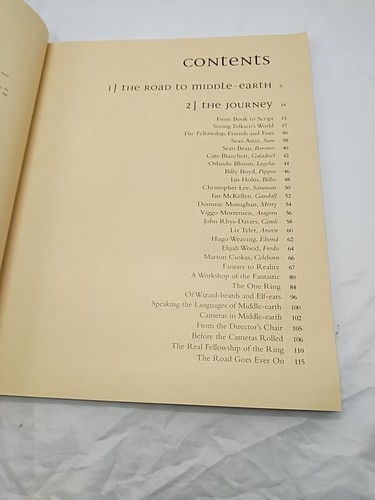 contents
1] the road to middle-earth 6
2] the journey 14
From Book to Script 15
Seeing Tolkien's World 17
The Fellowship, Friends and Foes 30
Sean Astin, Sam 38
Sean Bean, Boromir 40
Cate Blanchett, Galadriel 42
Orlando Bloom, Legolas 44
Billy Boyd, Pippin 46
Ian Holm, Bilbo 48
Christopher Lee, Saruman 50
Ian McKellen, Gandalf 52
Dominic Monaghan, Merry 54
Viggo Mortensen, Aragorn 56
John Rhys-Davies, Gimli 58
Liv Tyler, Arwen 60
Hugo Weaving, Elrond 62
Elijah Wood, Frodo 64
Marton Csokas, Celeborn 66
Fantasy to Reality 67
A Workshop of the Fantastic 80
The One Ring 84
Of Wizard-beards and Elf-ears 96
Speaking the Languages of Middle-earth 100
Cameras in Middle-earth 102
From the Director's Chair 105
Before the Cameras Rolled 106
The Real Fellowship of the Ring 110
The Road Goes Ever On 115